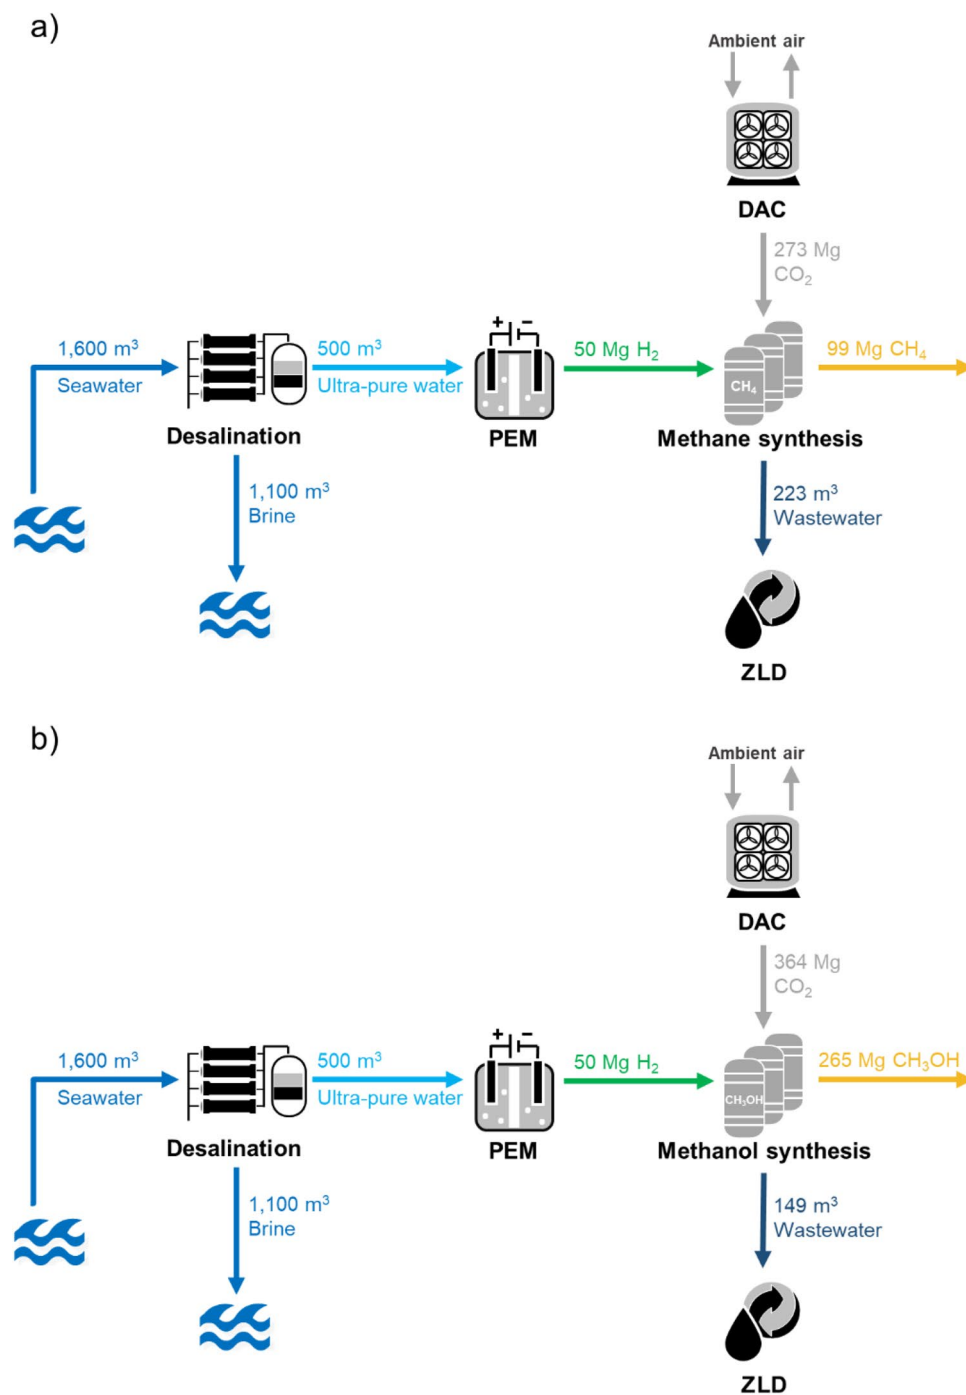 a)
Ambient air
DAC
273 Mg
CO₂
1,600 m³
Seawater
500 m³
Ultra-pure water
+ −
50 Mg H₂
CH₄
99 Mg CH₄
Desalination
PEM
Methane synthesis
1,100 m³
Brine
223 m³
Wastewater
ZLD
b)
Ambient air
DAC
364 Mg
CO₂
1,600 m³
Seawater
500 m³
Ultra-pure water
+ −
50 Mg H₂
CH₃OH
265 Mg CH₃OH
Desalination
PEM
Methanol synthesis
1,100 m³
Brine
149 m³
Wastewater
ZLD